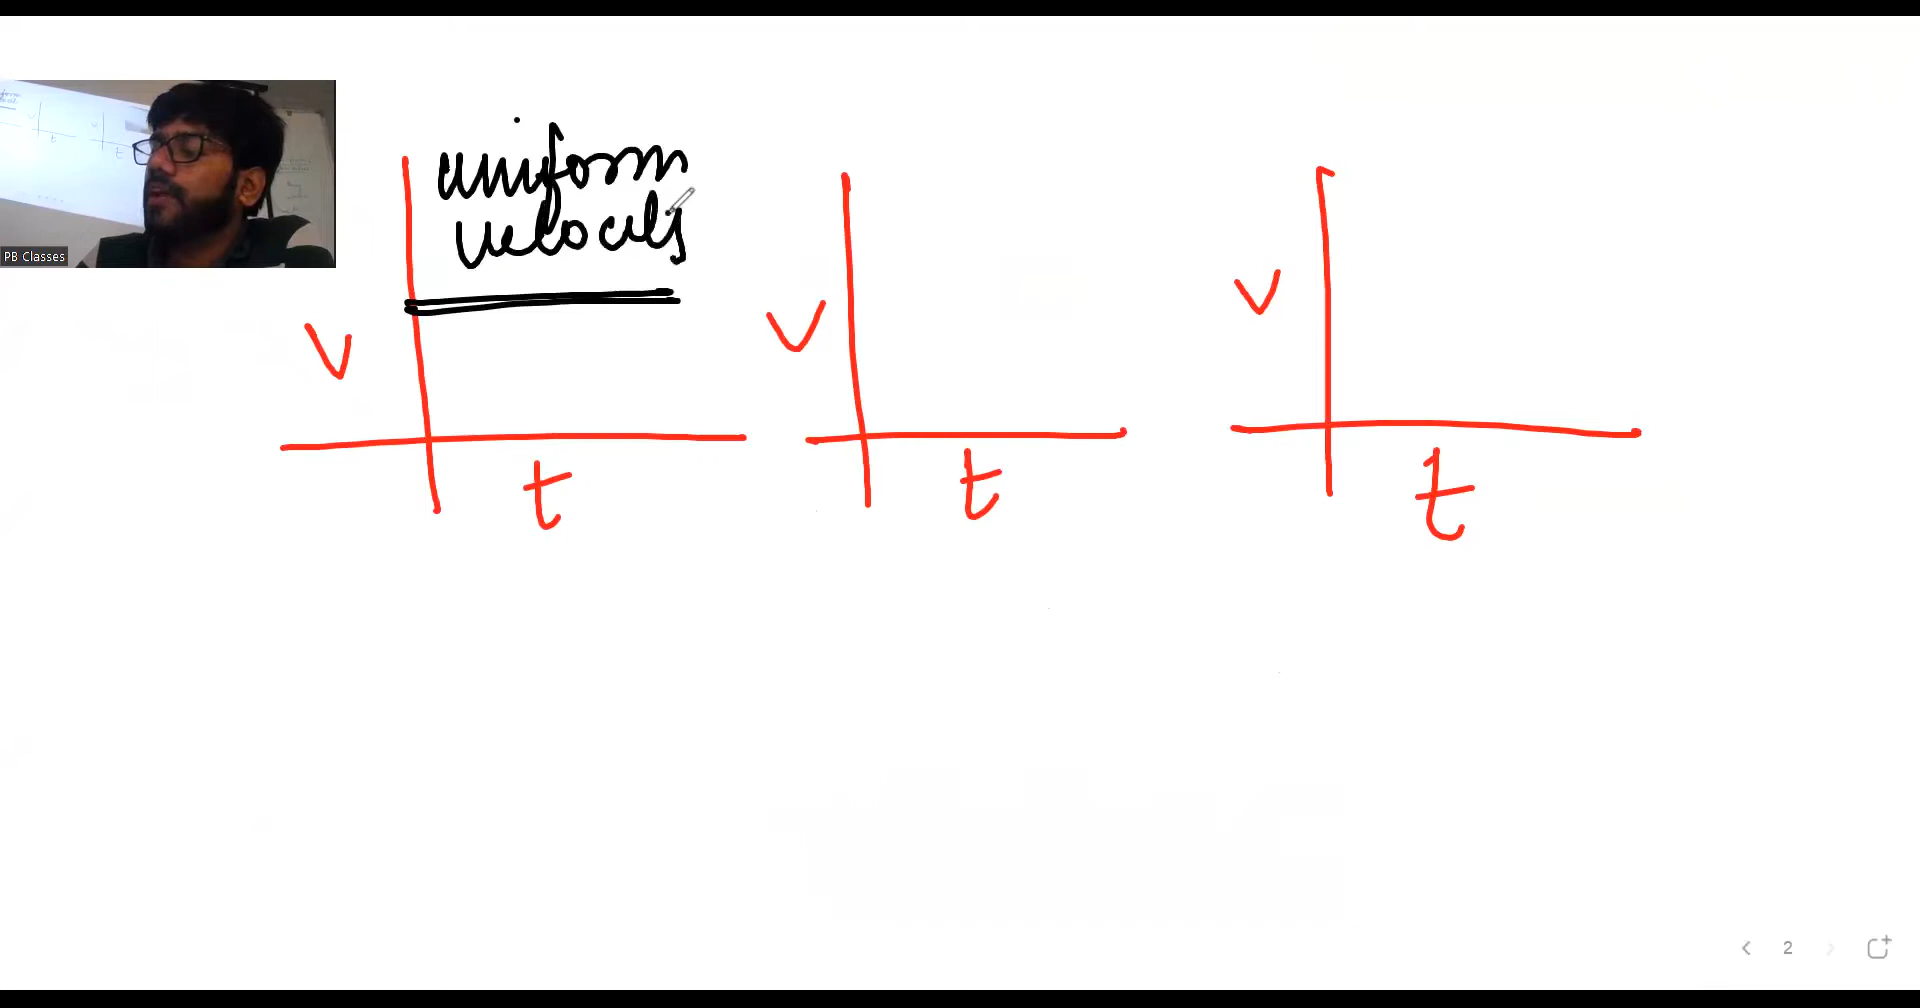 uniform
velocity
V
t
V
t
V
t
PB Classes
2